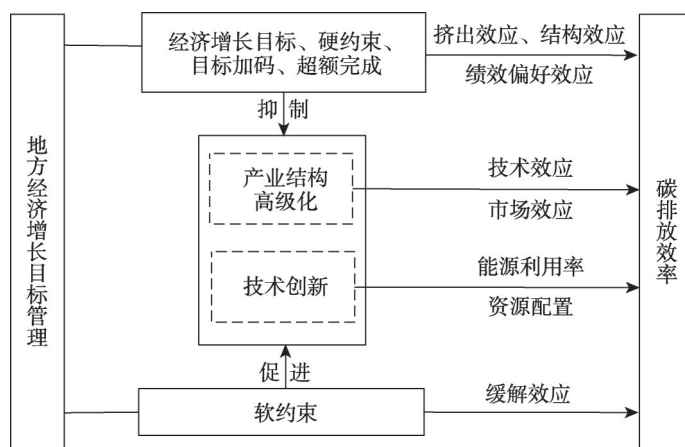 地方经济增长目标管理
经济增长目标、硬约束、
目标加码、超额完成
挤出效应、结构效应
绩效偏好效应
抑 制
产业结构
高级化
技术效应
市场效应
技术创新
能源利用率
资源配置
促 进
软约束
缓解效应
碳排放效率